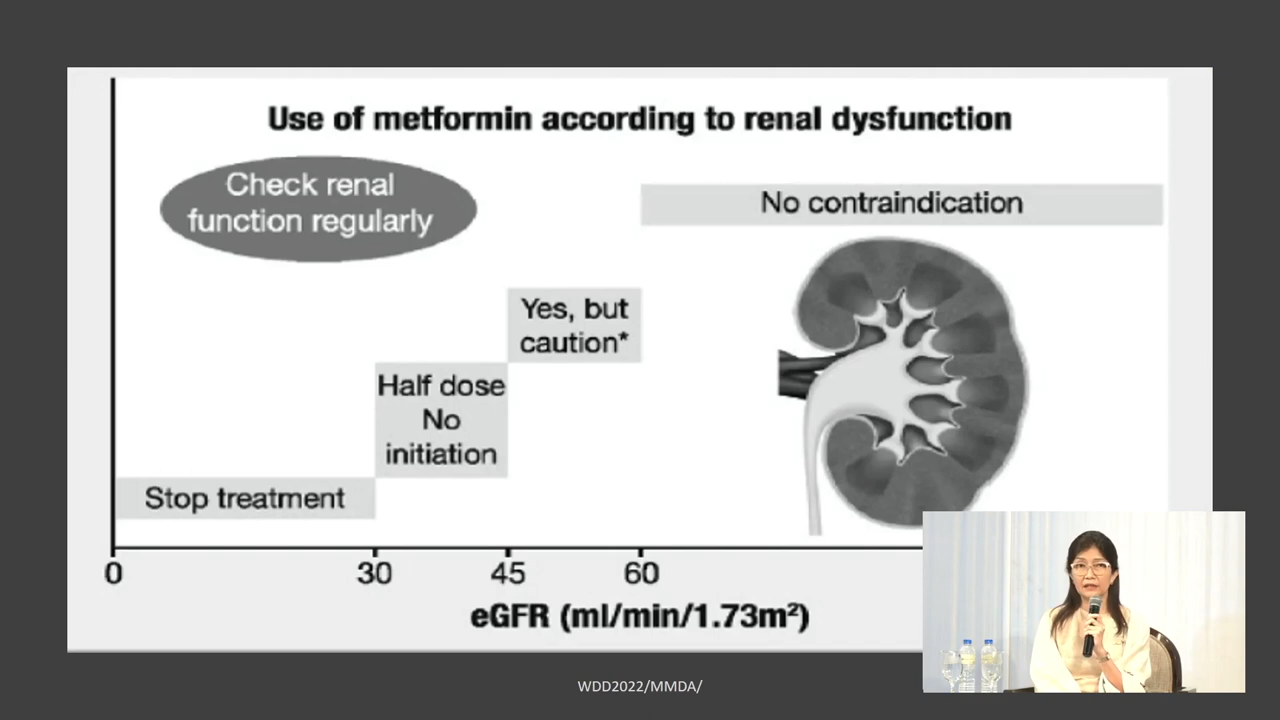 Use of metformin according to renal dysfunction
Check renal
function regularly
No contraindication
Yes, but
caution*
Half dose
No
initiation
Stop treatment
0
30
45
60
eGFR (ml/min/1.73m²)
WDD2022/MMDA/